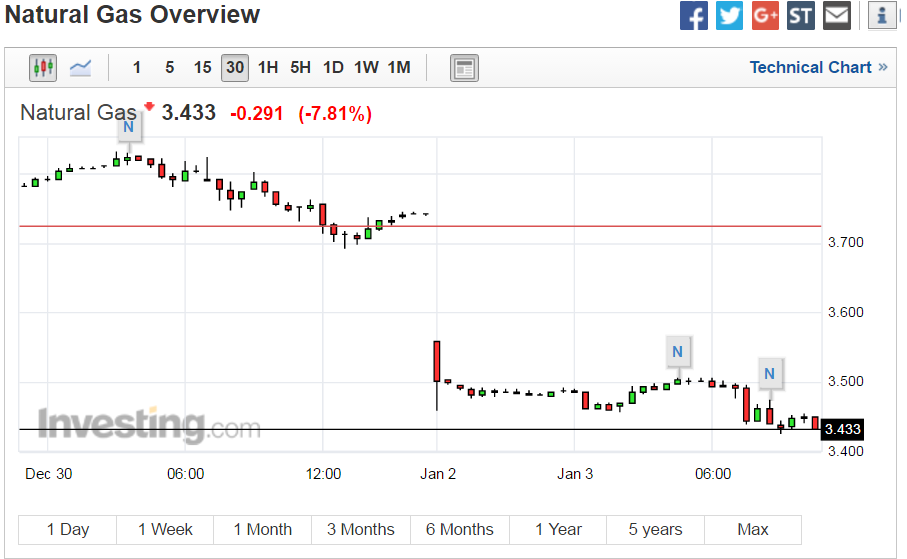 Natural Gas Overview
f G+ ST i
1 5 15 30 1H 5H 1D 1W 1M Technical Chart »
Natural Gas 3.433 -0.291 (-7.81%)
N
3.700
3.600
N
N
3.500
Investing.com
3.433
3.400
Dec 30 06:00 12:00 Jan 2 Jan 3 06:00
1 Day 1 Week 1 Month 3 Months 6 Months 1 Year 5 years Max